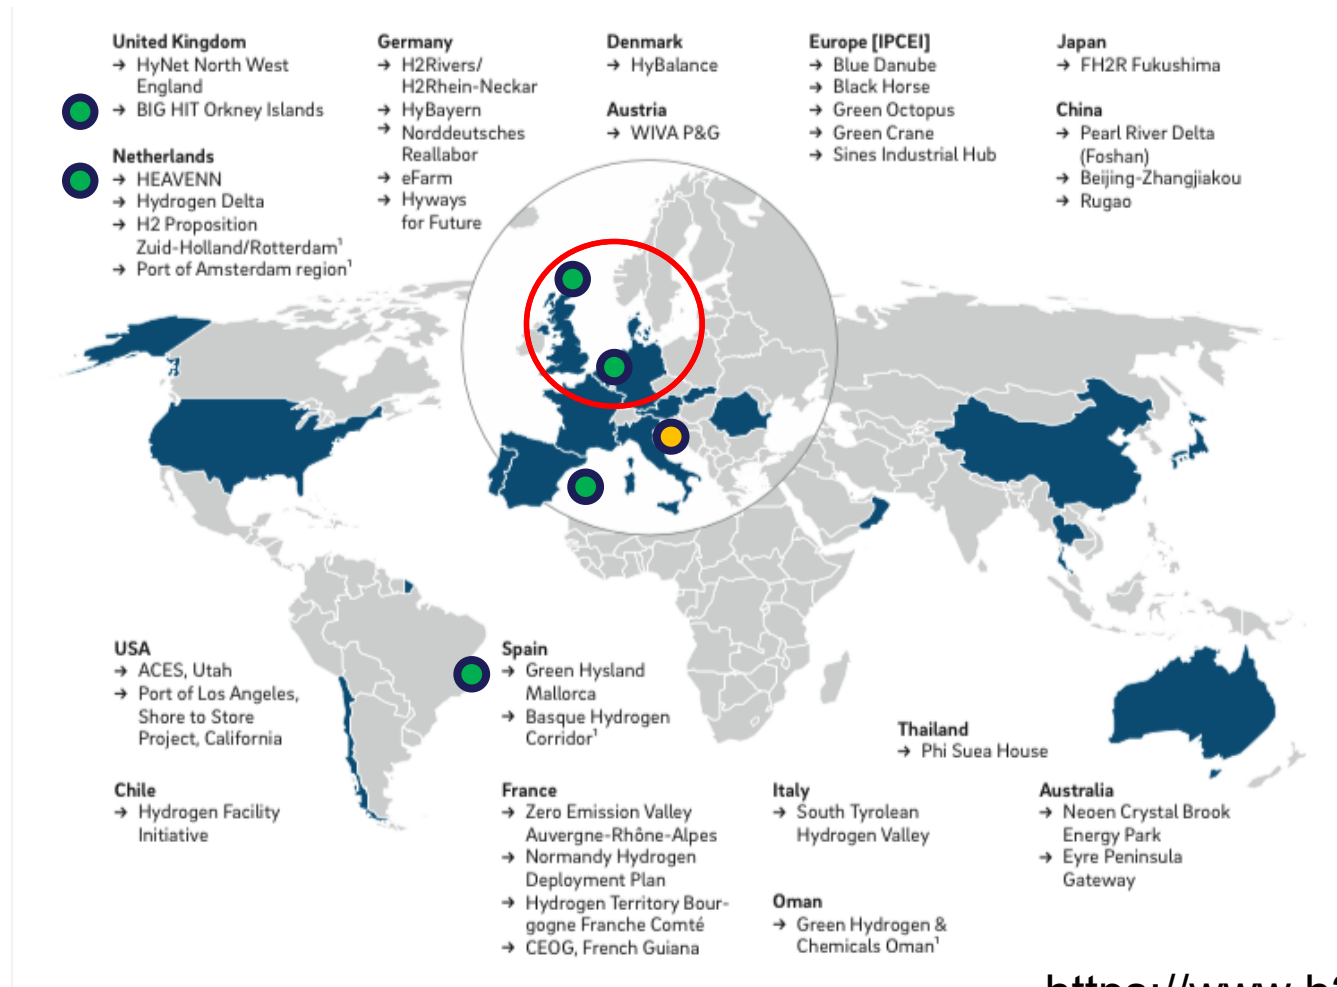 United Kingdom
→ HyNet North West
England
→ BIG HIT Orkney Islands
Netherlands
→ HEAVENN
→ Hydrogen Delta
→ H2 Proposition
Zuid-Holland/Rotterdam¹
→ Port of Amsterdam region¹
Germany
→ H2Rivers/
H2Rhein-Neckar
→ HyBayern
→ Norddeutsches
Reallabor
→ eFarm
→ Hyways
for Future
Denmark
→ HyBalance
Austria
→ WIVA P&G
Europe [IPCEI]
→ Blue Danube
→ Black Horse
→ Green Octopus
→ Green Crane
→ Sines Industrial Hub
Japan
→ FH2R Fukushima
China
→ Pearl River Delta
(Foshan)
→ Beijing-Zhangjiakou
→ Rugao
USA
→ ACES, Utah
→ Port of Los Angeles,
Shore to Store
Project, California
Chile
→ Hydrogen Facility
Initiative
Spain
→ Green Hysland
Mallorca
→ Basque Hydrogen
Corridor¹
France
→ Zero Emission Valley
Auvergne-Rhône-Alpes
→ Normandy Hydrogen
Deployment Plan
→ Hydrogen Territory Bour-
gogne Franche Comté
→ CEOG, French Guiana
Italy
→ South Tyrolean
Hydrogen Valley
Oman
→ Green Hydrogen &
Chemicals Oman¹
Thailand
→ Phi Suea House
Australia
→ Neoen Crystal Brook
Energy Park
→ Eyre Peninsula
Gateway